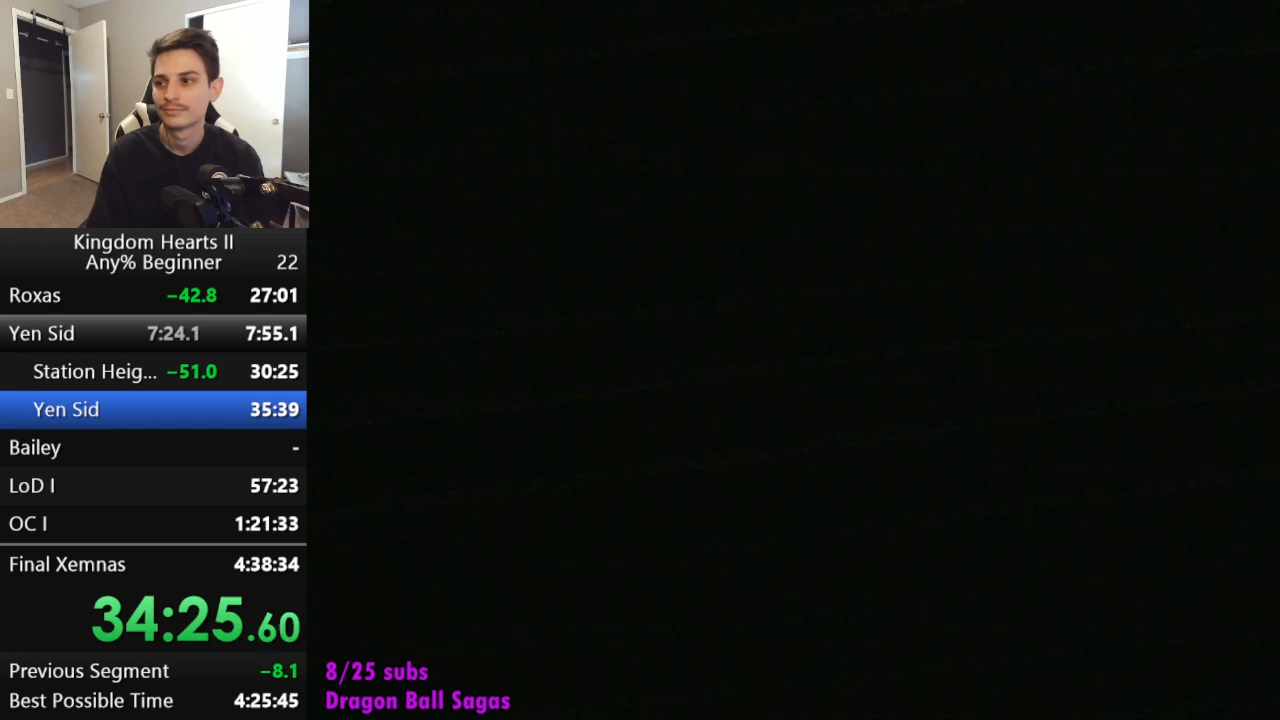 Kingdom Hearts II
Any% Beginner 22
Roxas -42.8 27:01
Yen Sid 7:24.1 7:55.1
Station Heig... -51.0 30:25
Yen Sid 35:39
Bailey -
LoD I 57:23
OC I 1:21:33
Final Xemnas 4:38:34
34:25.60
Previous Segment -8.1
Best Possible Time 4:25:45
8/25 subs
Dragon Ball Sagas